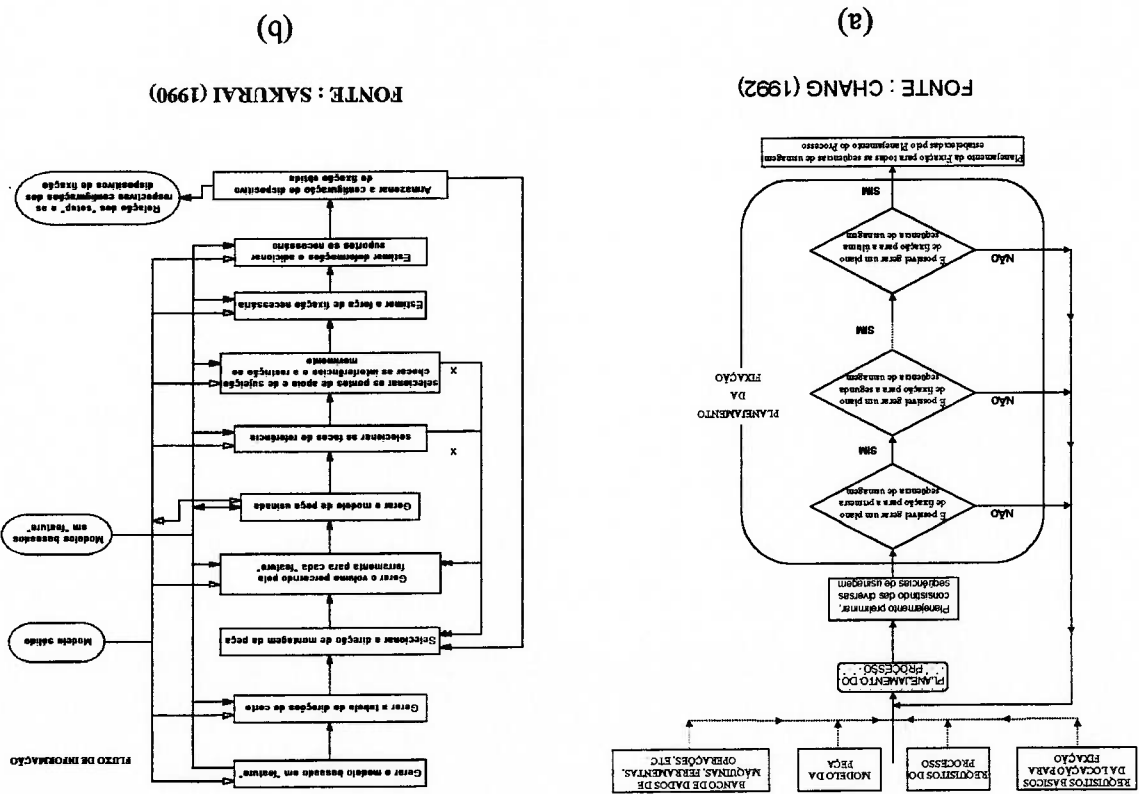 REQUISITOS BÁSICOS
DA LOCAÇÃO PARA
FIXAÇÃO
REQUISITOS DO
PROCESSO
MODELO DA
PEÇA
BANCO DE DADOS DE
MÁQUINAS, FERRAMENTAS,
OPERAÇÕES, ETC.
PLANEJAMENTO DO
PROCESSO
Planejamento preliminar,
consistindo das diversas
sequências de usinagem
É possível gerar um plano
de fixação para a primeira
sequência de usinagem
NÃO
SIM
É possível gerar um plano
de fixação para a segunda
sequência de usinagem
NÃO
SIM
É possível gerar um plano
de fixação para a última
sequência de usinagem
NÃO
SIM
PLANEJAMENTO
DA
FIXAÇÃO
Planejamento da Fixação para todas as sequências de usinagem
estabelecidas pelo Planejamento do Processo
FONTE : CHANG (1992)
(a)
FLUXO DE INFORMAÇÃO
Gerar o modelo baseado em "feature"
Gerar a tabela de direções de corte
Selecionar a direção de montagem da peça
Gerar o volume percorrido pela
ferramenta para cada "feature"
Gerar o modelo de peça usinada
selecionar as faces de referência
x
selecionar os pontos de apoio e de sujeição
checar as interferências e a restrição ao
movimento
x
Estimar a força de fixação necessária
Estimar deformações e adicionar
suportes se necessário
Armazenar a configuração de dispositivo
de fixação obtida
Modelo sólido
Modelos baseados
em "feature"
Relação dos "setup" e as
respectivas configurações dos
dispositivos de fixação
FONTE : SAKURAI (1990)
(b)